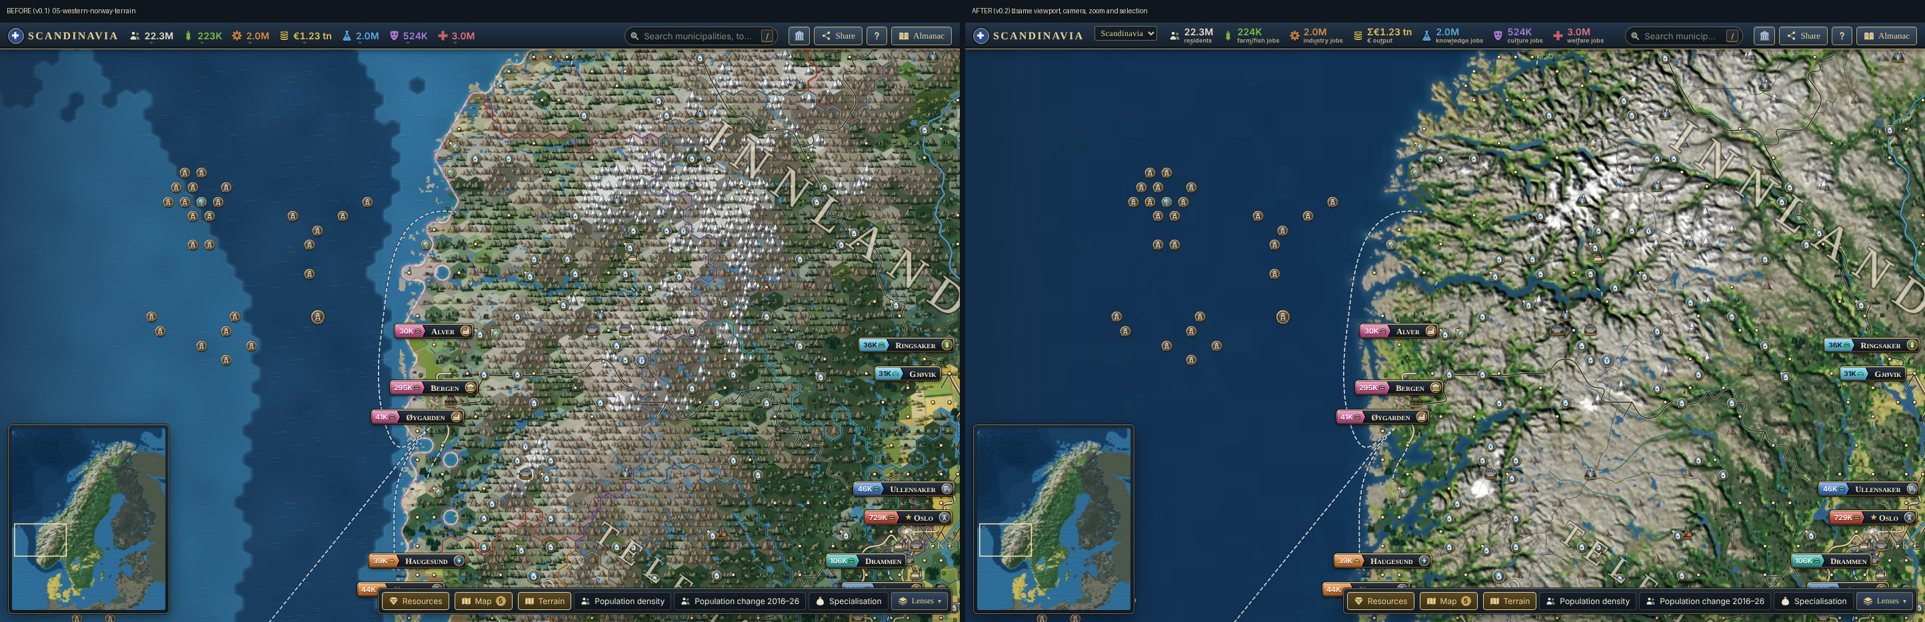 BEFORE (v0.1) 05-western-norway-terrain
SCANDINAVIA 22.3M 223K 2.0M €1.23 tn 2.0M 524K 3.0M Search municipalities, to... / Share ? Almanac
INNLAND
30K ALVER
36K RINGSAKER
31K GJØVIK
295K BERGEN
41K ØYGARDEN
46K ULLENSAKER
729K OSLO
TELE
39K HAUGESUND
106K DRAMMEN
44K
Resources Map 5 Terrain Population density Population change 2016–26 Specialisation Lenses
AFTER (v0.2) same viewport, camera, zoom and selection
SCANDINAVIA Scandinavia 22.3M residents 224K farm/fish jobs 2.0M industry jobs Σ€1.23 tn € output 2.0M knowledge jobs 524K culture jobs 3.0M welfare jobs Search municip... / Share ? Almanac
INNLAND
30K ALVER
36K RINGSAKER
31K GJØVIK
295K BERGEN
41K ØYGARDEN
46K ULLENSAKER
729K OSLO
TELE
39K HAUGESUND
106K DRAMMEN
44K
Resources Map 5 Terrain Population density Population change 2016–26 Specialisation Lenses